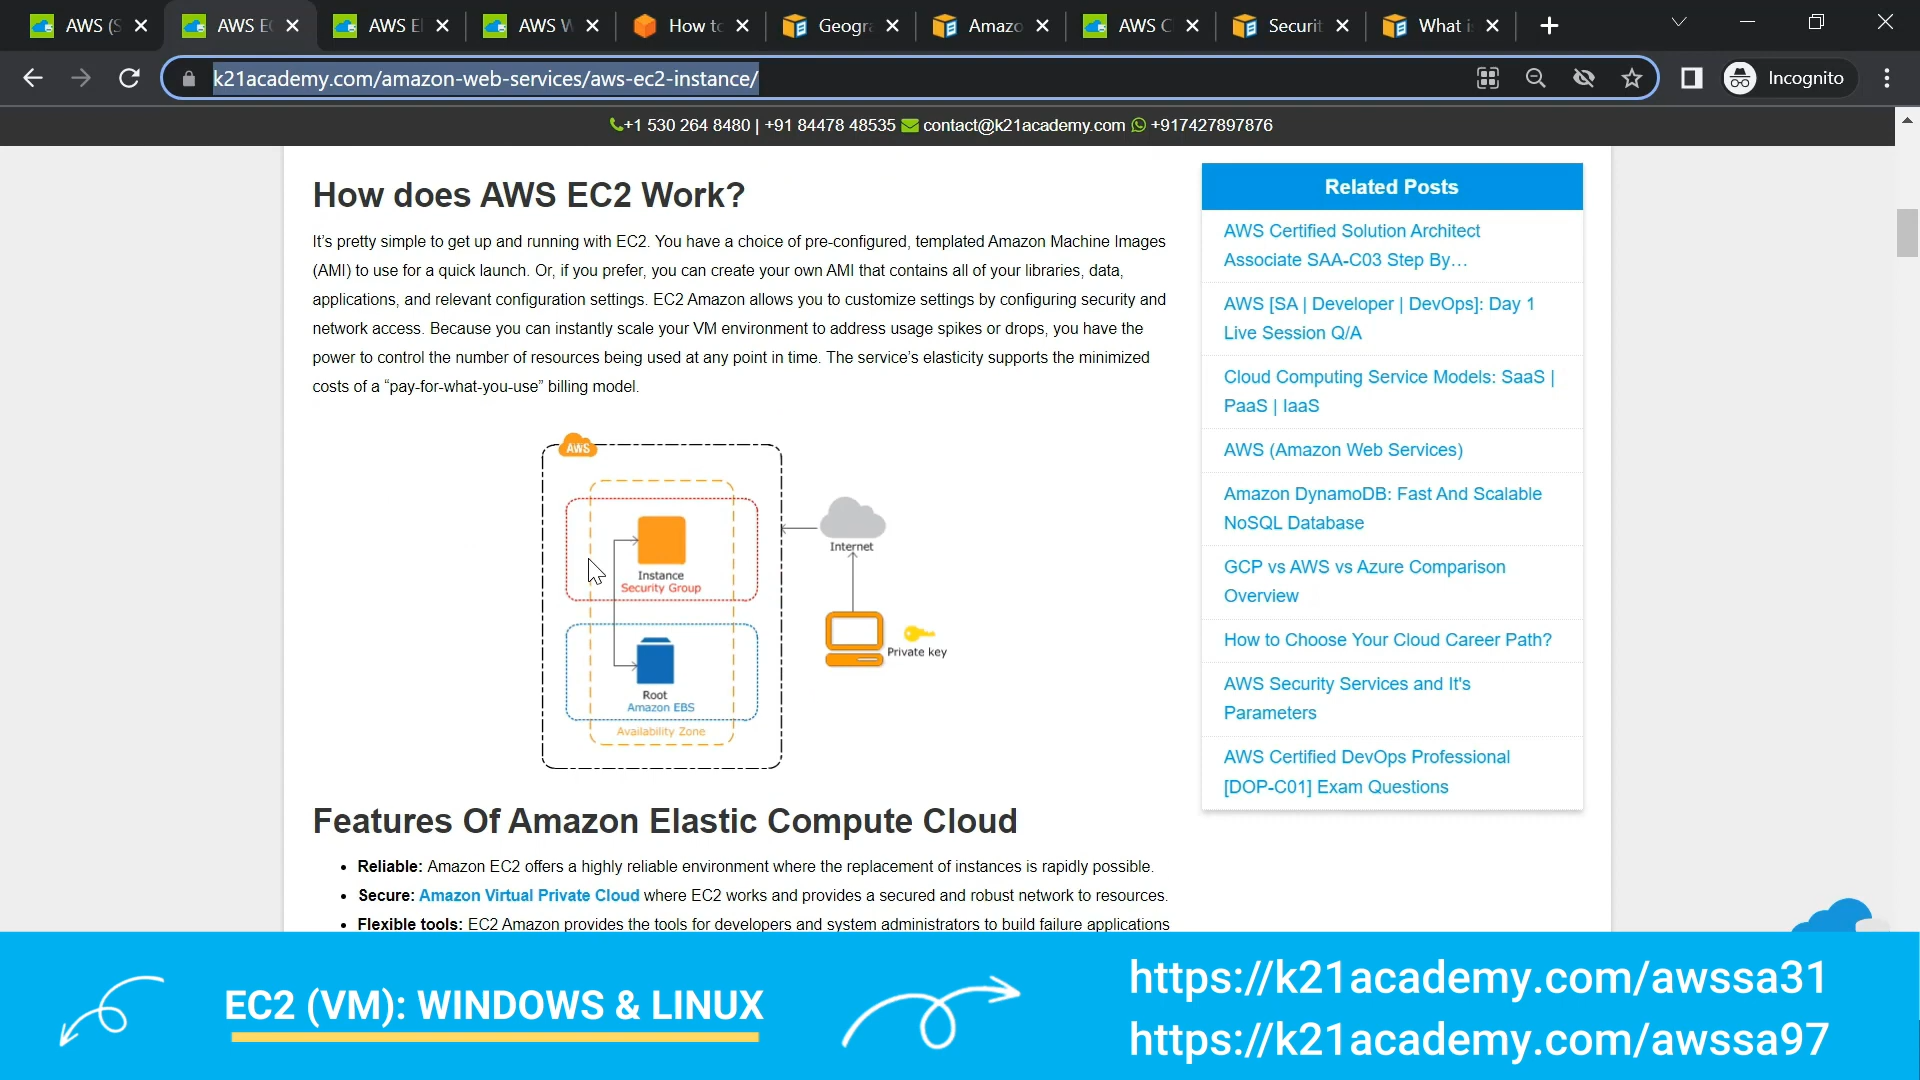 AWS (S
AWS EC
AWS El
AWS W
How to
Geogra
Amazo
AWS C
Securit
What i
k21academy.com/amazon-web-services/aws-ec2-instance/
Incognito
+1 530 264 8480 | +91 84478 48535 contact@k21academy.com +917427897876
How does AWS EC2 Work?
It's pretty simple to get up and running with EC2. You have a choice of pre-configured, templated Amazon Machine Images
(AMI) to use for a quick launch. Or, if you prefer, you can create your own AMI that contains all of your libraries, data,
applications, and relevant configuration settings. EC2 Amazon allows you to customize settings by configuring security and
network access. Because you can instantly scale your VM environment to address usage spikes or drops, you have the
power to control the number of resources being used at any point in time. The service's elasticity supports the minimized
costs of a “pay-for-what-you-use” billing model.
AWS
Instance
Security Group
Root
Amazon EBS
Availability Zone
Internet
Private key
Features Of Amazon Elastic Compute Cloud
• Reliable: Amazon EC2 offers a highly reliable environment where the replacement of instances is rapidly possible.
• Secure: Amazon Virtual Private Cloud where EC2 works and provides a secured and robust network to resources.
• Flexible tools: EC2 Amazon provides the tools for developers and system administrators to build failure applications
Related Posts
AWS Certified Solution Architect
Associate SAA-C03 Step By…
AWS [SA | Developer | DevOps]: Day 1
Live Session Q/A
Cloud Computing Service Models: SaaS |
PaaS | IaaS
AWS (Amazon Web Services)
Amazon DynamoDB: Fast And Scalable
NoSQL Database
GCP vs AWS vs Azure Comparison
Overview
How to Choose Your Cloud Career Path?
AWS Security Services and It's
Parameters
AWS Certified DevOps Professional
[DOP-C01] Exam Questions
EC2 (VM): WINDOWS & LINUX
https://k21academy.com/awssa31
https://k21academy.com/awssa97